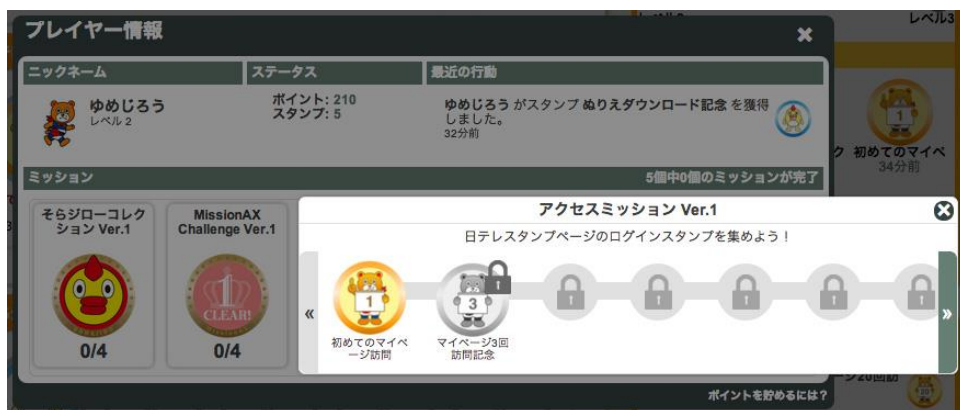 レベル3
プレイヤー情報
ニックネーム
ステータス
最近の行動
ゆめじろう
レベル 2
ポイント: 210
スタンプ: 5
ゆめじろう がスタンプ ぬりえダウンロード記念 を獲得
しました。
32分前
1
ク 初めてのマイペ
34分前
ミッション
5個中0個のミッションが完了
そらジローコレク
ション Ver.1
0/4
MissionAX
Challenge Ver.1
1
CLEAR!
0/4
アクセスミッション Ver.1
日テレスタンプページのログインスタンプを集めよう！
«
1
初めてのマイペ
ージ訪問
3
マイページ3回
訪問記念
»
ージ20回訪
20
ポイントを貯めるには?